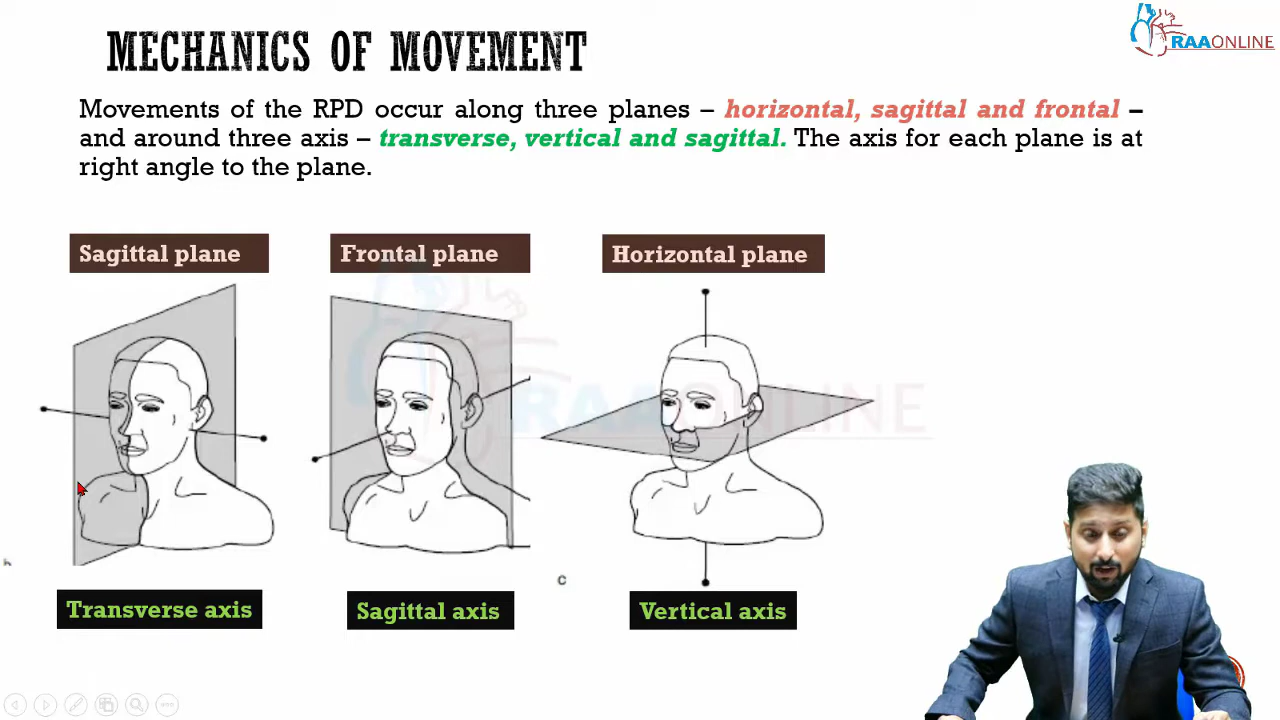 MECHANICS OF MOVEMENT
RAAONLINE
Movements of the RPD occur along three planes – horizontal, sagittal and frontal –
and around three axis – transverse, vertical and sagittal. The axis for each plane is at
right angle to the plane.
Sagittal plane
Frontal plane
Horizontal plane
RAAONLINE
c
Transverse axis
Sagittal axis
Vertical axis